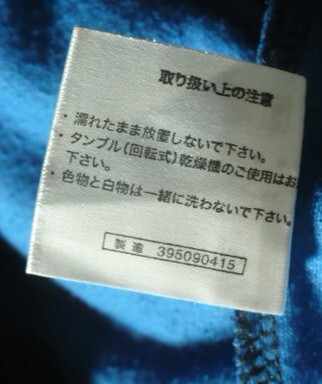 取り扱い上の注意
・濡れたまま放置しないで下さい。
・タンブル(回転式)乾燥機のご使用はお
下さい。
・色物と白物は一緒に洗わないで下さい。
製造 395090415